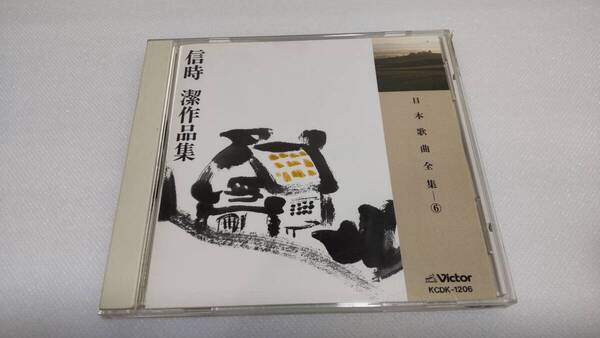 信時 潔作品集
日本歌曲全集—⑥
Victor
KCDK-1206